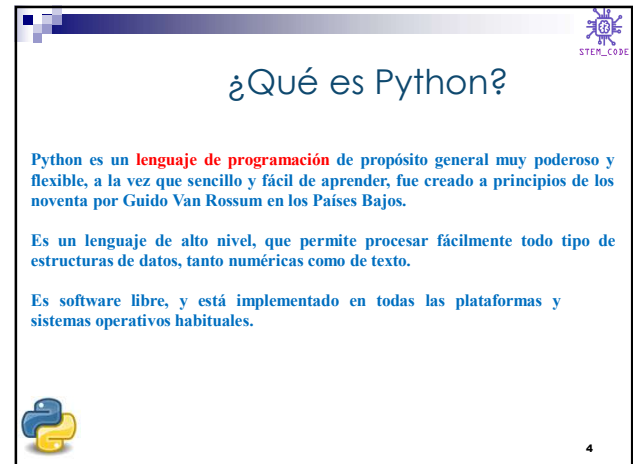 STEM_CODE
¿Qué es Python?
Python es un lenguaje de programación de propósito general muy poderoso y
flexible, a la vez que sencillo y fácil de aprender, fue creado a principios de los
noventa por Guido Van Rossum en los Países Bajos.
Es un lenguaje de alto nivel, que permite procesar fácilmente todo tipo de
estructuras de datos, tanto numéricas como de texto.
Es software libre, y está implementado en todas las plataformas y
sistemas operativos habituales.
4